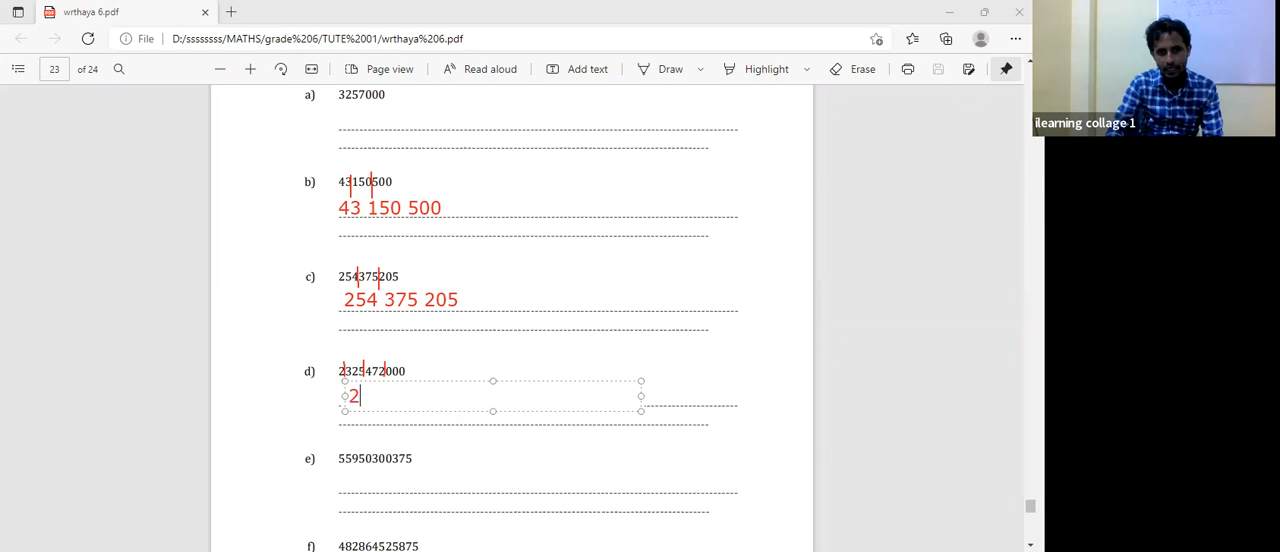 wrthaya 6.pdf
File D:/ssssssss/MATHS/grade%206/TUTE%2001/wrthaya%206.pdf
23 of 24 Page view Read aloud Add text Draw Highlight Erase
ilearning collage 1
a) 3257000
b) 43150500
43 150 500
c) 254375205
254 375 205
d) 2325472000
2
e) 55950300375
f) 482864525875